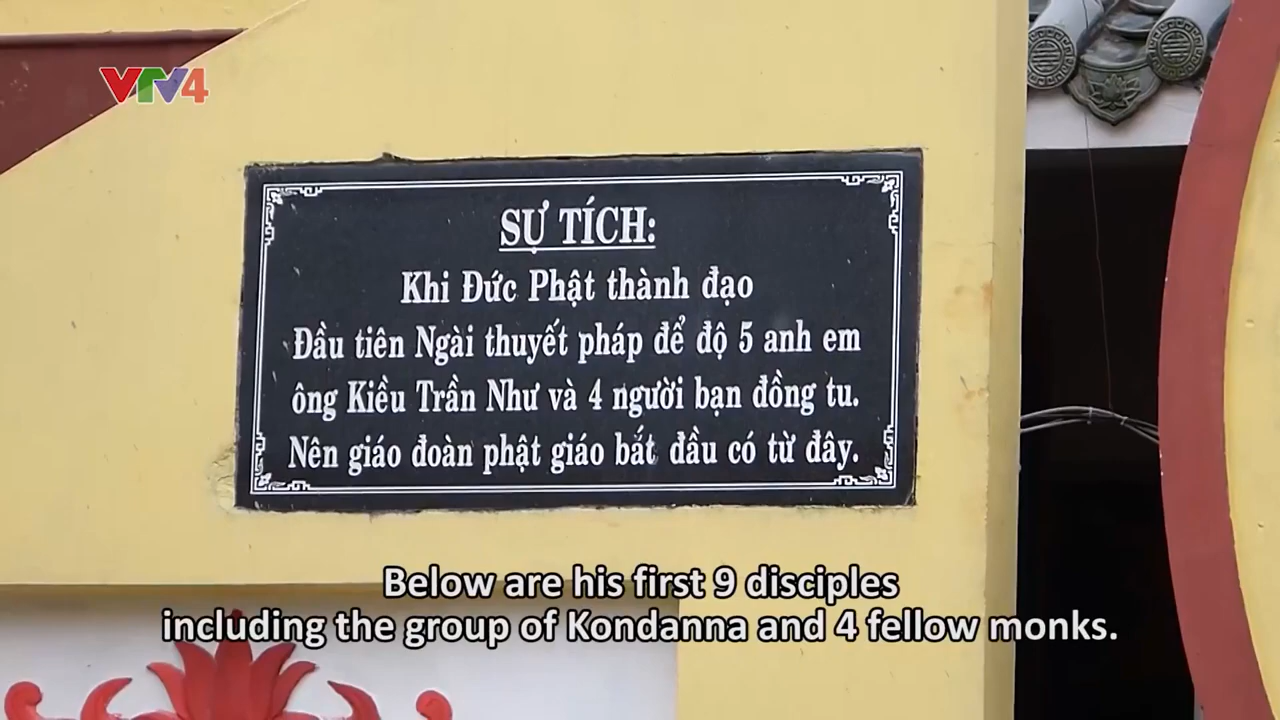 VTV4
SỰ TÍCH:
Khi Đức Phật thành đạo
Đầu tiên Ngài thuyết pháp để độ 5 anh em
ông Kiều Trần Như và 4 người bạn đồng tu.
Nên giáo đoàn phật giáo bắt đầu có từ đây.
Below are his first 9 disciples
including the group of Kondanna and 4 fellow monks.